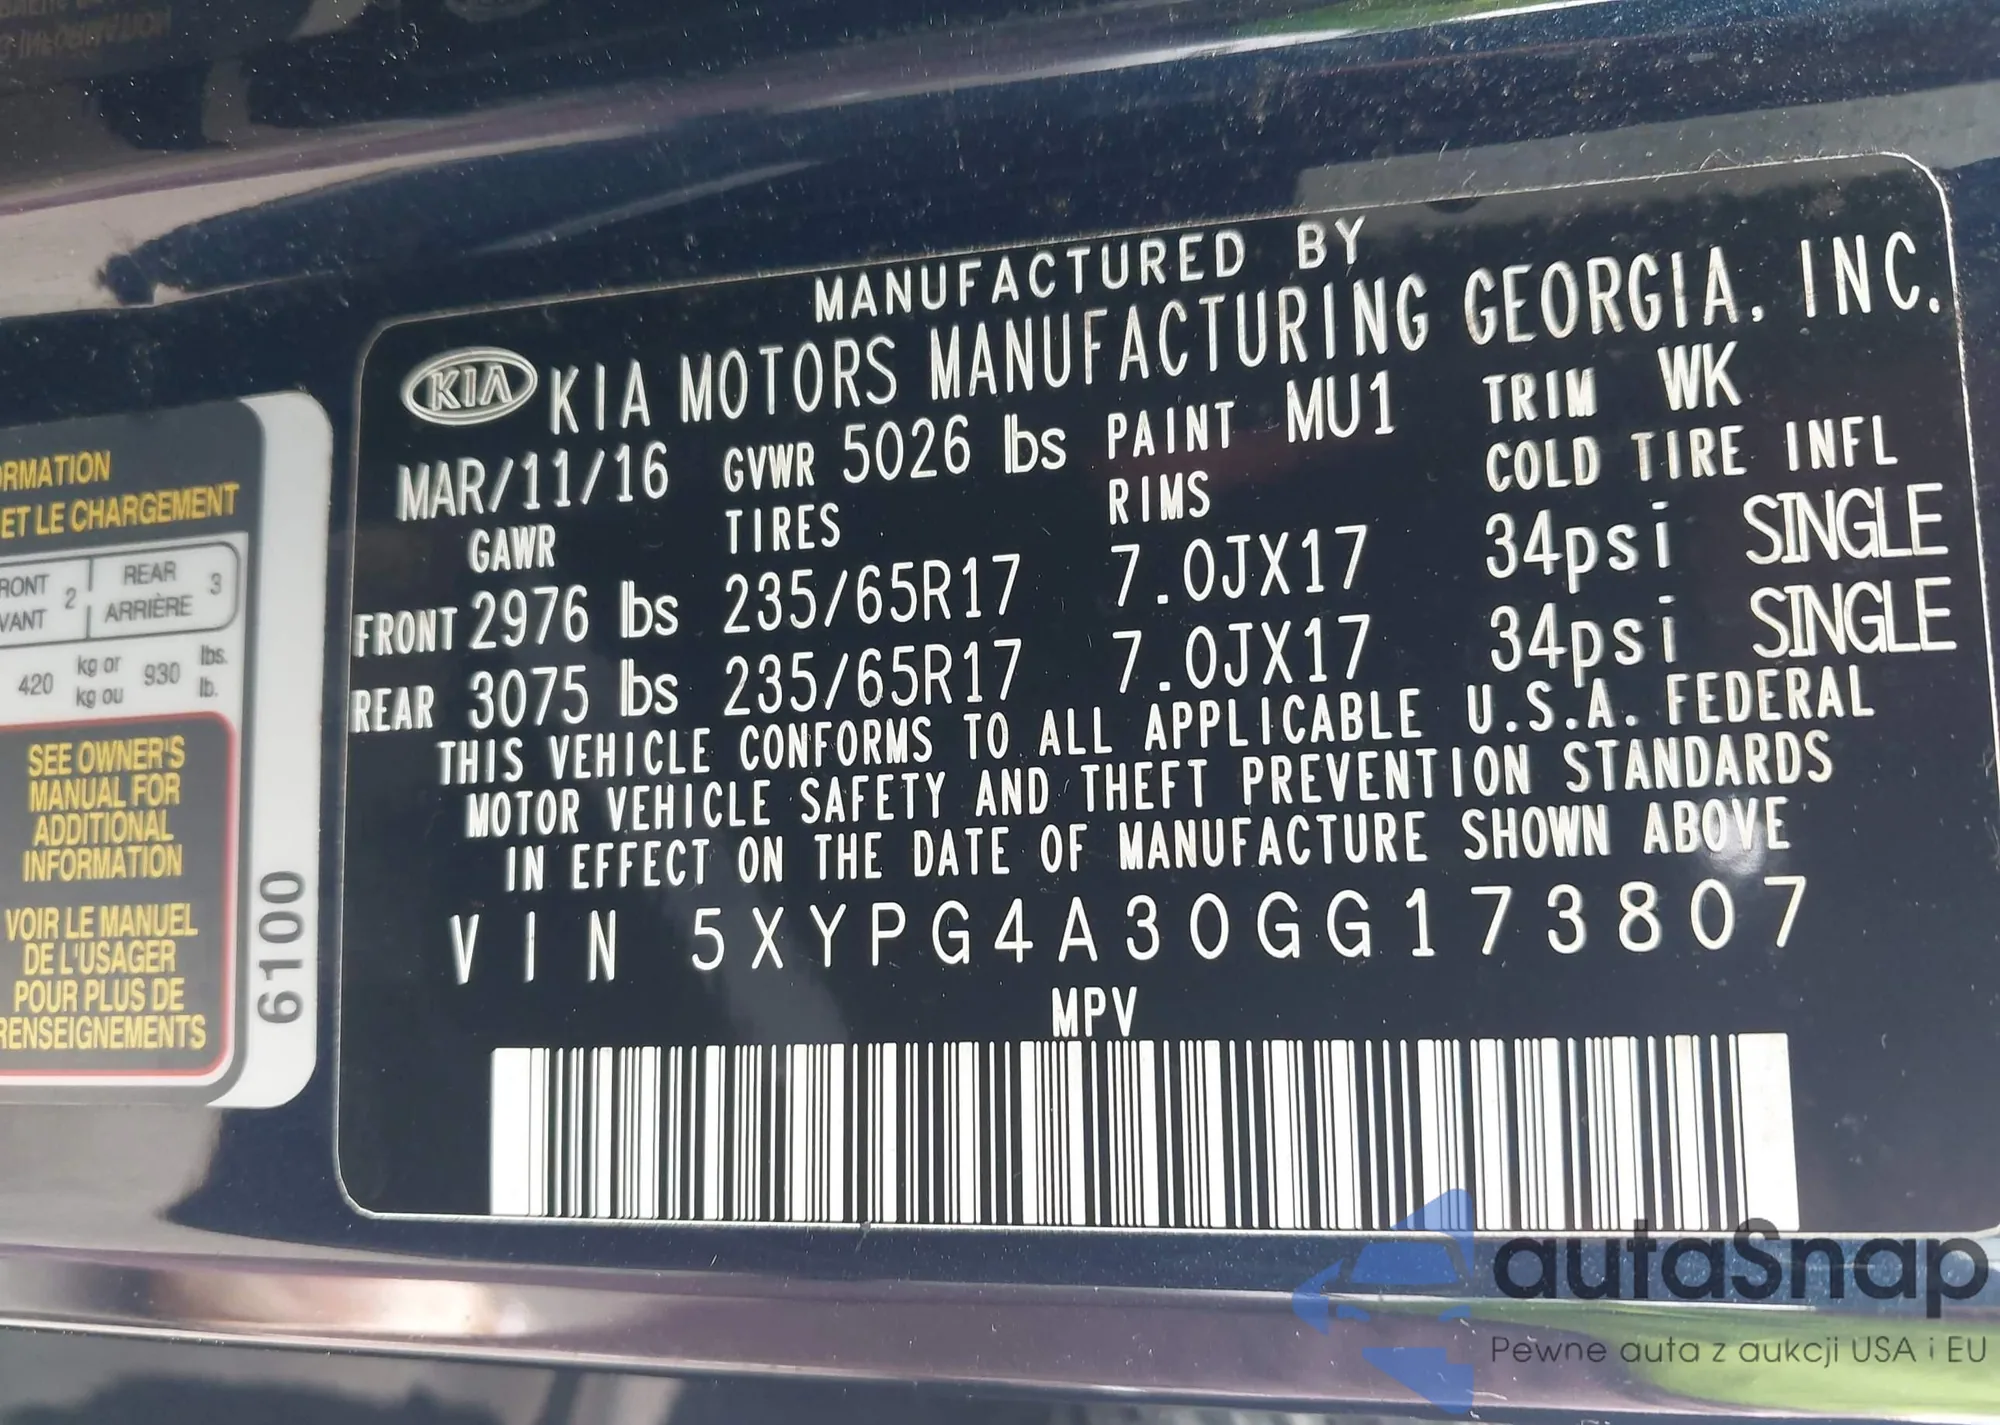 RMATION
ET LE CHARGEMENT
RONT 2 REAR 3
VANT ARRIÈRE
420 kg or 930 lbs.
kg ou lb.
SEE OWNER'S
MANUAL FOR
ADDITIONAL
INFORMATION
VOIR LE MANUEL
DE L'USAGER
POUR PLUS DE
RENSEIGNEMENTS
6100
MANUFACTURED BY
KIA KIA MOTORS MANUFACTURING GEORGIA, INC.
MAR/11/16 GVWR 5026 lbs PAINT MU1 TRIM WK
GAWR TIRES RIMS COLD TIRE INFL
FRONT 2976 lbs 235/65R17 7.0JX17 34psi SINGLE
REAR 3075 lbs 235/65R17 7.0JX17 34psi SINGLE
THIS VEHICLE CONFORMS TO ALL APPLICABLE U.S.A. FEDERAL
MOTOR VEHICLE SAFETY AND THEFT PREVENTION STANDARDS
IN EFFECT ON THE DATE OF MANUFACTURE SHOWN ABOVE
VIN 5XYPG4A30GG173807
MPV
autaSnap
Pewne auta z aukcji USA i EU